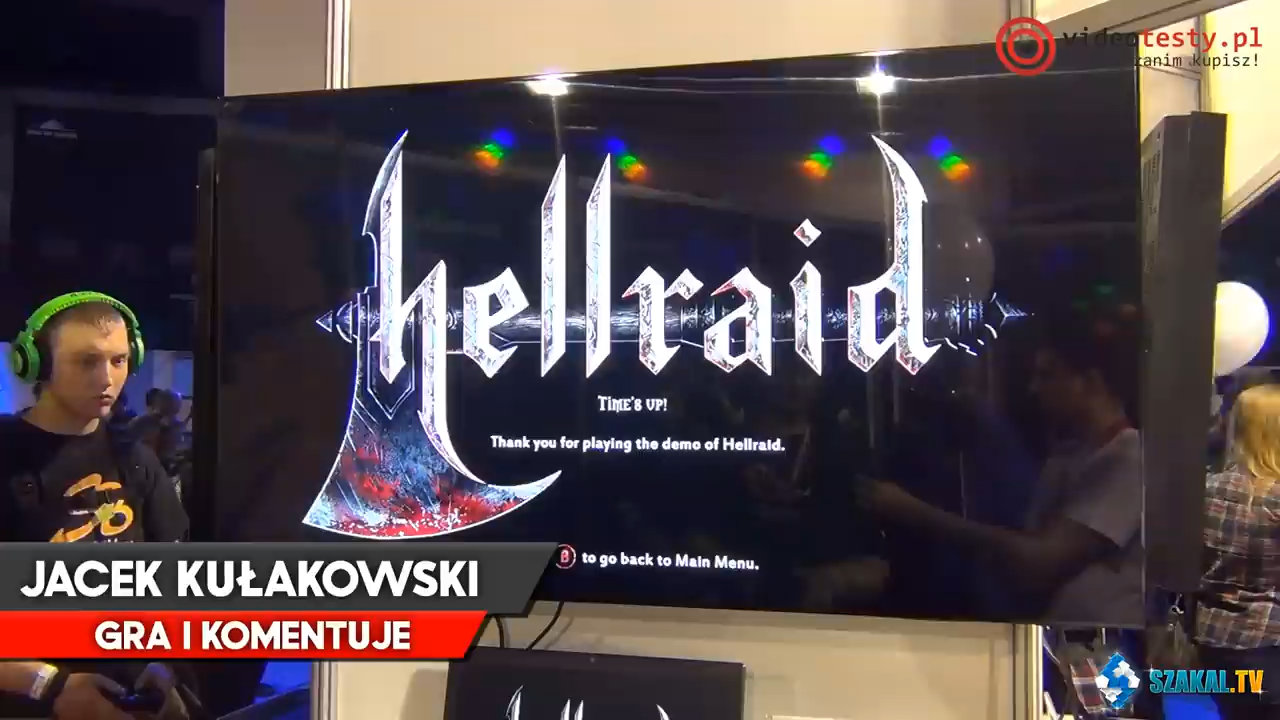 videotesty.pl
zanim kupisz!
hellraid
Time's up!
Thank you for playing the demo of Hellraid.
B to go back to Main Menu.
JACEK KUŁAKOWSKI
GRA I KOMENTUJE
SZAKAL.TV